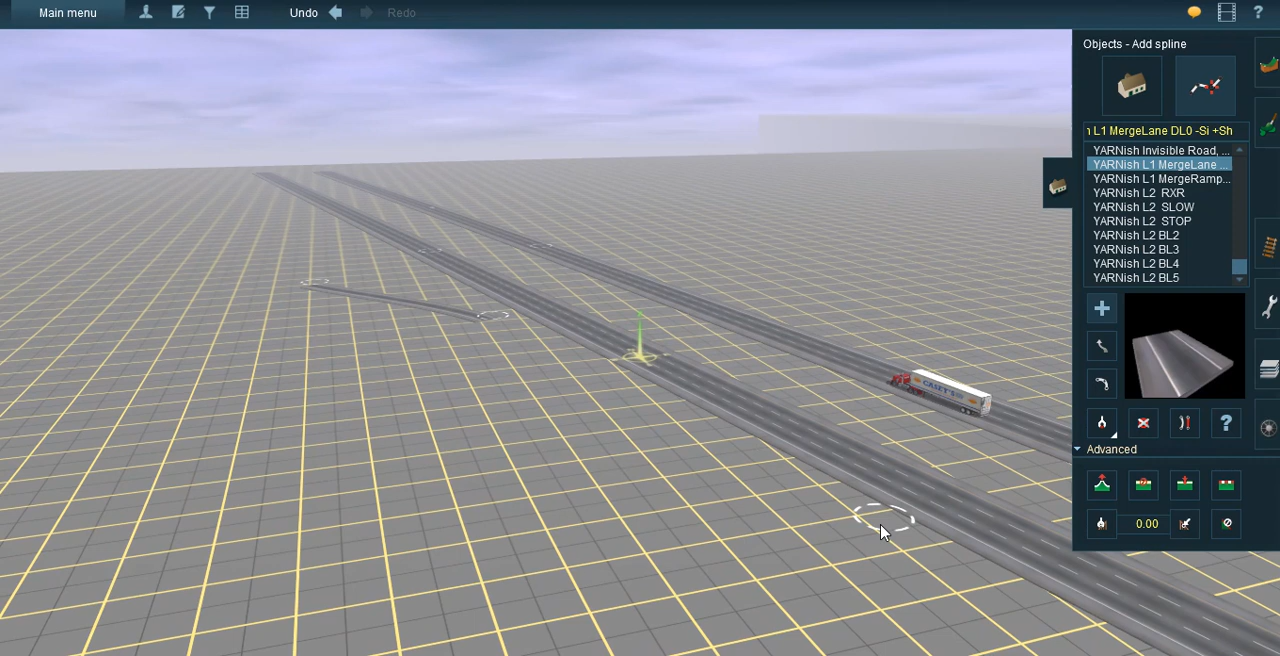 Main menu
Undo
Redo
?
Objects - Add spline
L1 MergeLane DL0 -Si +Sh
YARNish Invisible Road, ...
YARNish L1 MergeLane ...
YARNish L1 MergeRamp...
YARNish L2 RXR
YARNish L2 SLOW
YARNish L2 STOP
YARNish L2 BL2
YARNish L2 BL3
YARNish L2 BL4
YARNish L2 BL5
CASEY'S
?
Advanced
0.00